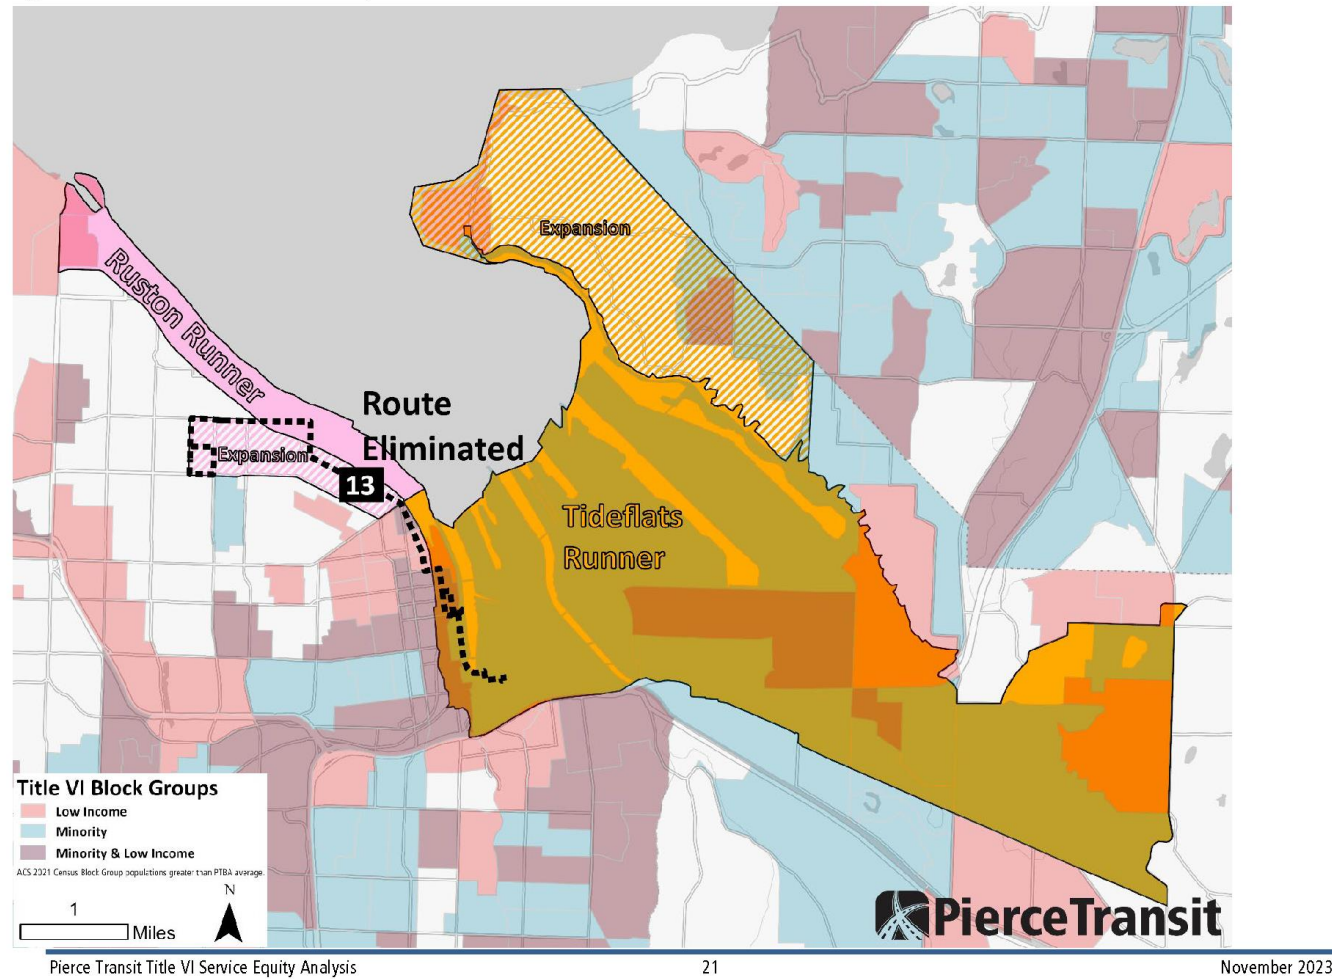 Expansion
Ruston Runner
Route
Eliminated
Expansion
13
Tideflats
Runner
Title VI Block Groups
Low Income
Minority
Minority & Low Income
ACS 2021 Census Block Group populations greater than PTBA average.
N
1
Miles
PierceTransit
Pierce Transit Title VI Service Equity Analysis
21
November 2023